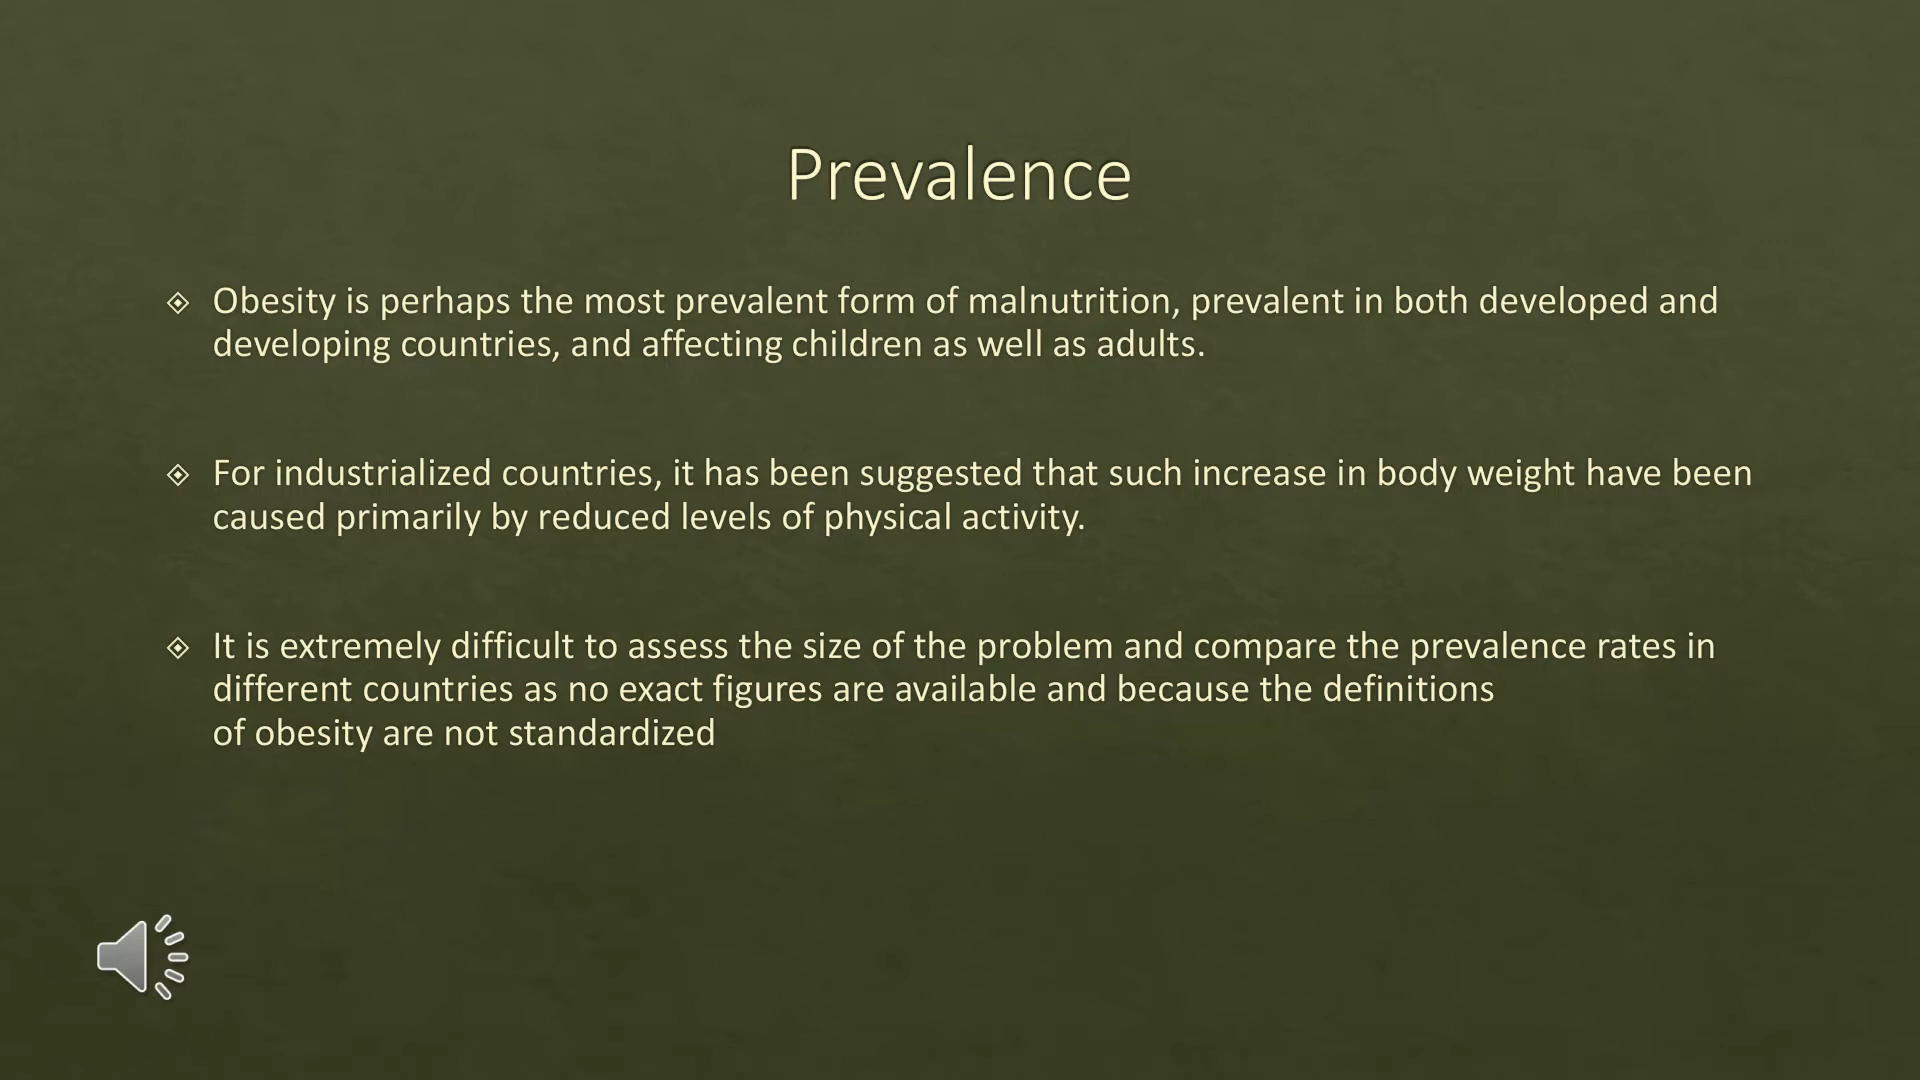 Prevalence
Obesity is perhaps the most prevalent form of malnutrition, prevalent in both developed and
developing countries, and affecting children as well as adults.
For industrialized countries, it has been suggested that such increase in body weight have been
caused primarily by reduced levels of physical activity.
It is extremely difficult to assess the size of the problem and compare the prevalence rates in
different countries as no exact figures are available and because the definitions
of obesity are not standardized